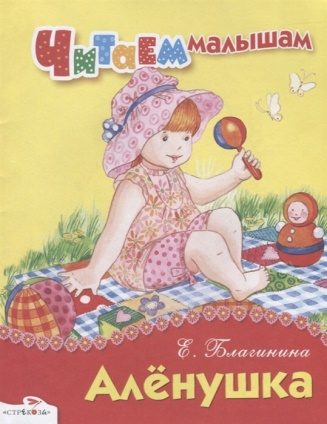 Читаем
малышам
Е. Благинина
Алёнушка
«СТРЕКОЗА»